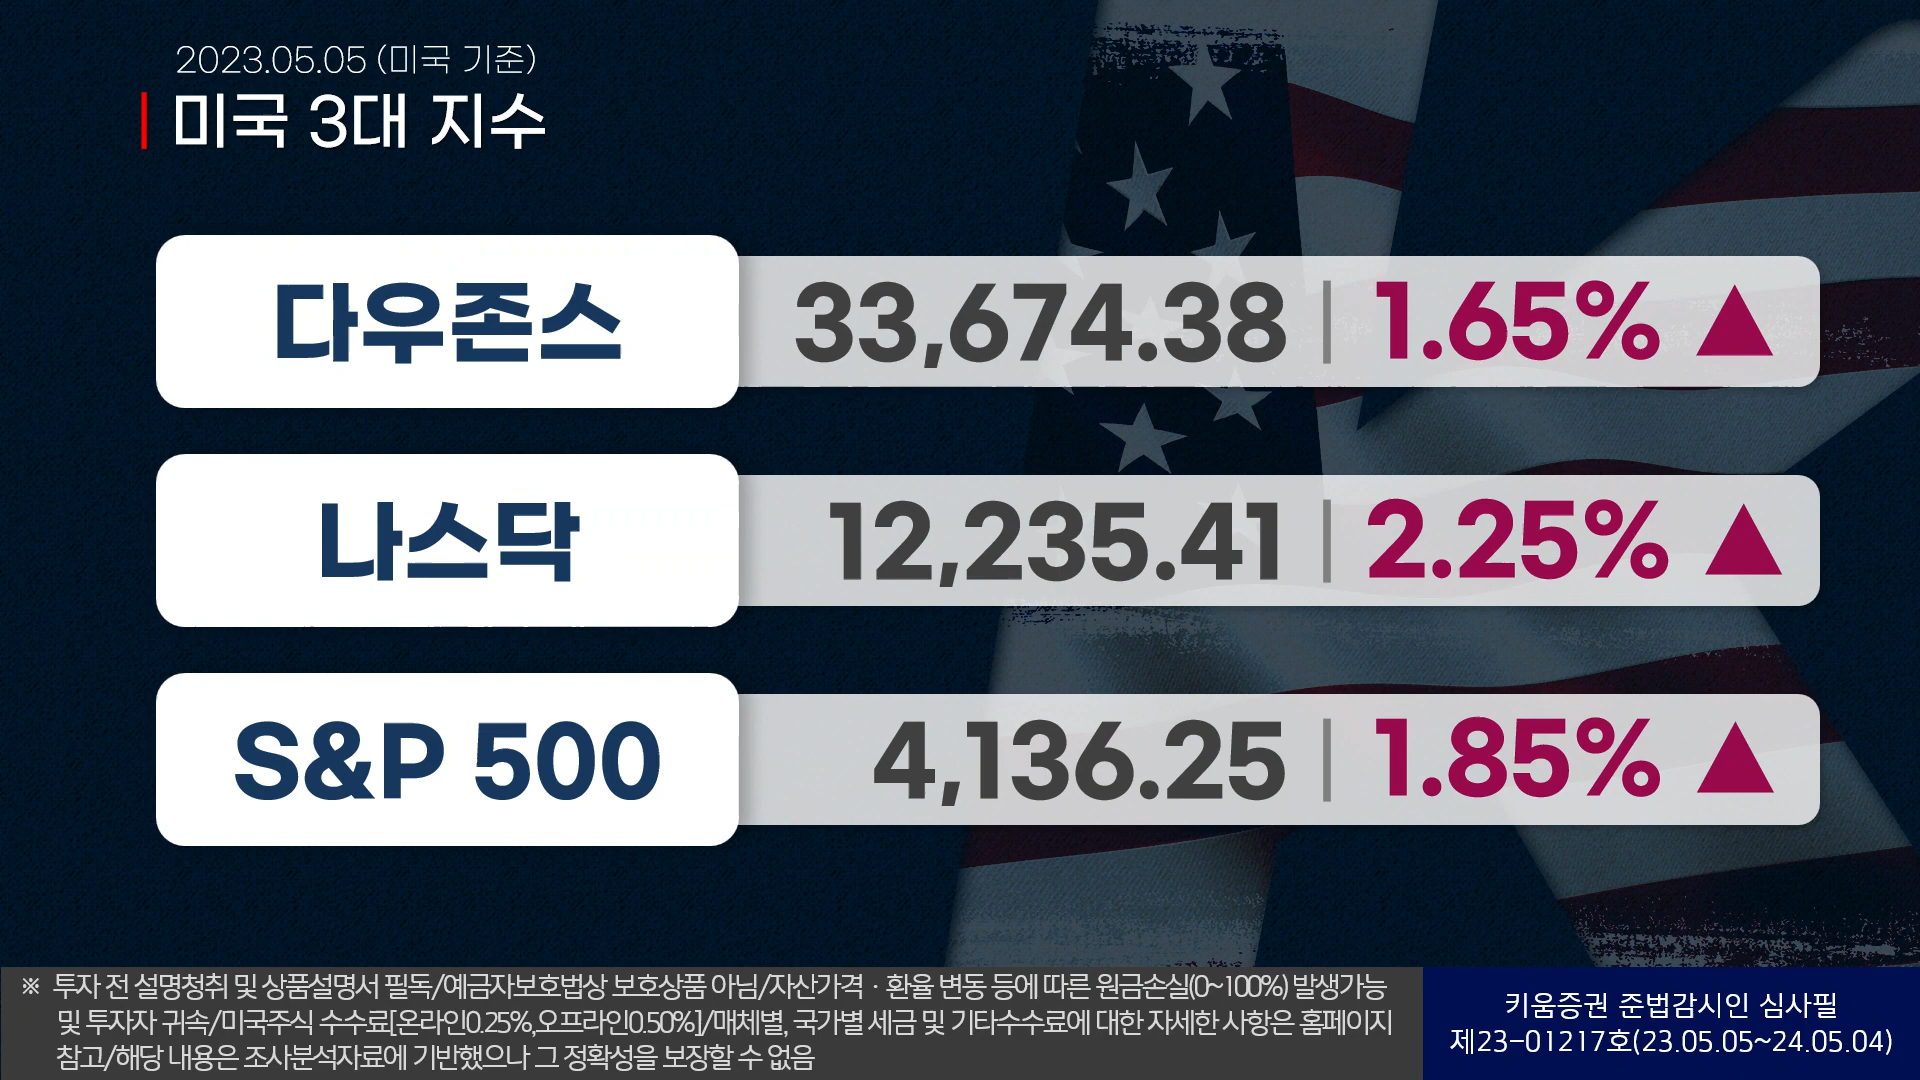 2023.05.05 (미국 기준)
미국 3대 지수
다우존스 33,674.38 1.65% ▲
나스닥 12,235.41 2.25% ▲
S&P 500 4,136.25 1.85% ▲
※ 투자 전 설명청취 및 상품설명서 필독/예금자보호법상 보호상품 아님/자산가격 · 환율 변동 등에 따른 원금손실(0~100%) 발생가능
및 투자자 귀속/미국주식 수수료[온라인0.25%,오프라인0.50%]/매체별, 국가별 세금 및 기타수수료에 대한 자세한 사항은 홈페이지
참고/해당 내용은 조사분석자료에 기반했으나 그 정확성을 보장할 수 없음
키움증권 준법감시인 심사필
제23-01217호(23.05.05~24.05.04)